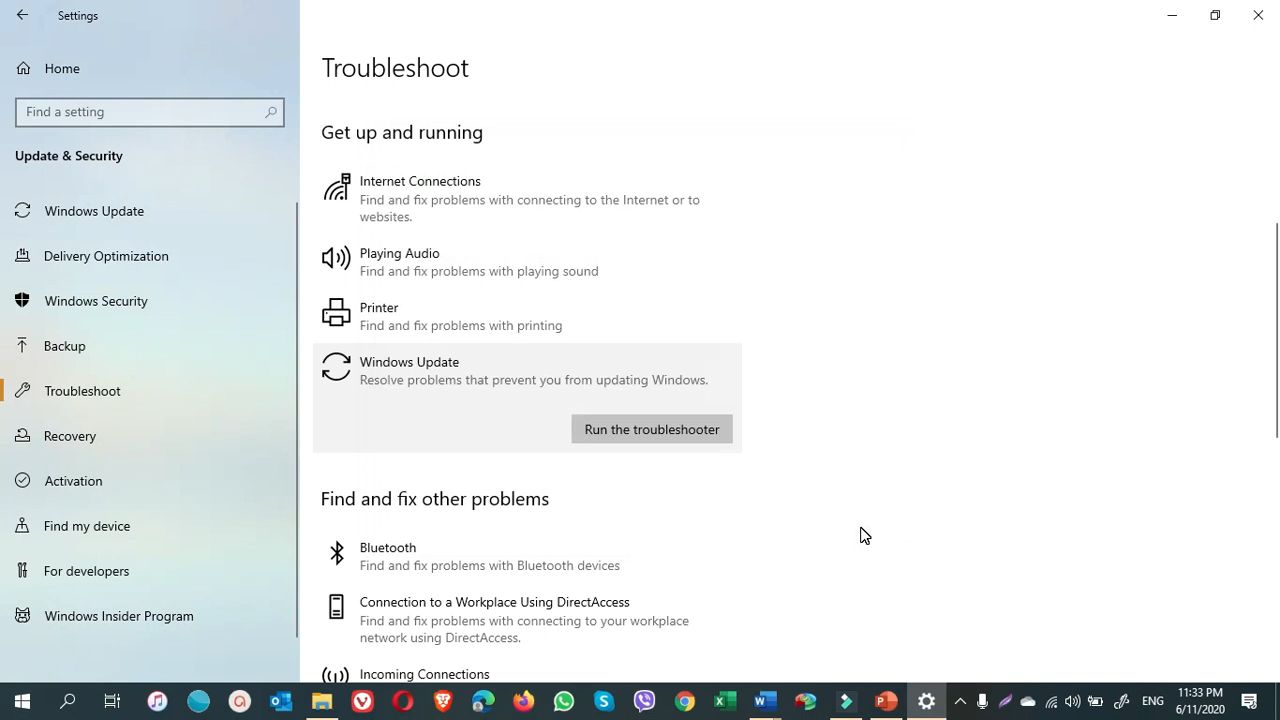 Settings
Home
Find a setting
Update & Security
Windows Update
Delivery Optimization
Windows Security
Backup
Troubleshoot
Recovery
Activation
Find my device
For developers
Windows Insider Program
Troubleshoot
Get up and running
Internet Connections
Find and fix problems with connecting to the Internet or to
websites.
Playing Audio
Find and fix problems with playing sound
Printer
Find and fix problems with printing
Windows Update
Resolve problems that prevent you from updating Windows.
Run the troubleshooter
Find and fix other problems
Bluetooth
Find and fix problems with Bluetooth devices
Connection to a Workplace Using DirectAccess
Find and fix problems with connecting to your workplace
network using DirectAccess.
Incoming Connections
ENG
11:33 PM
6/11/2020